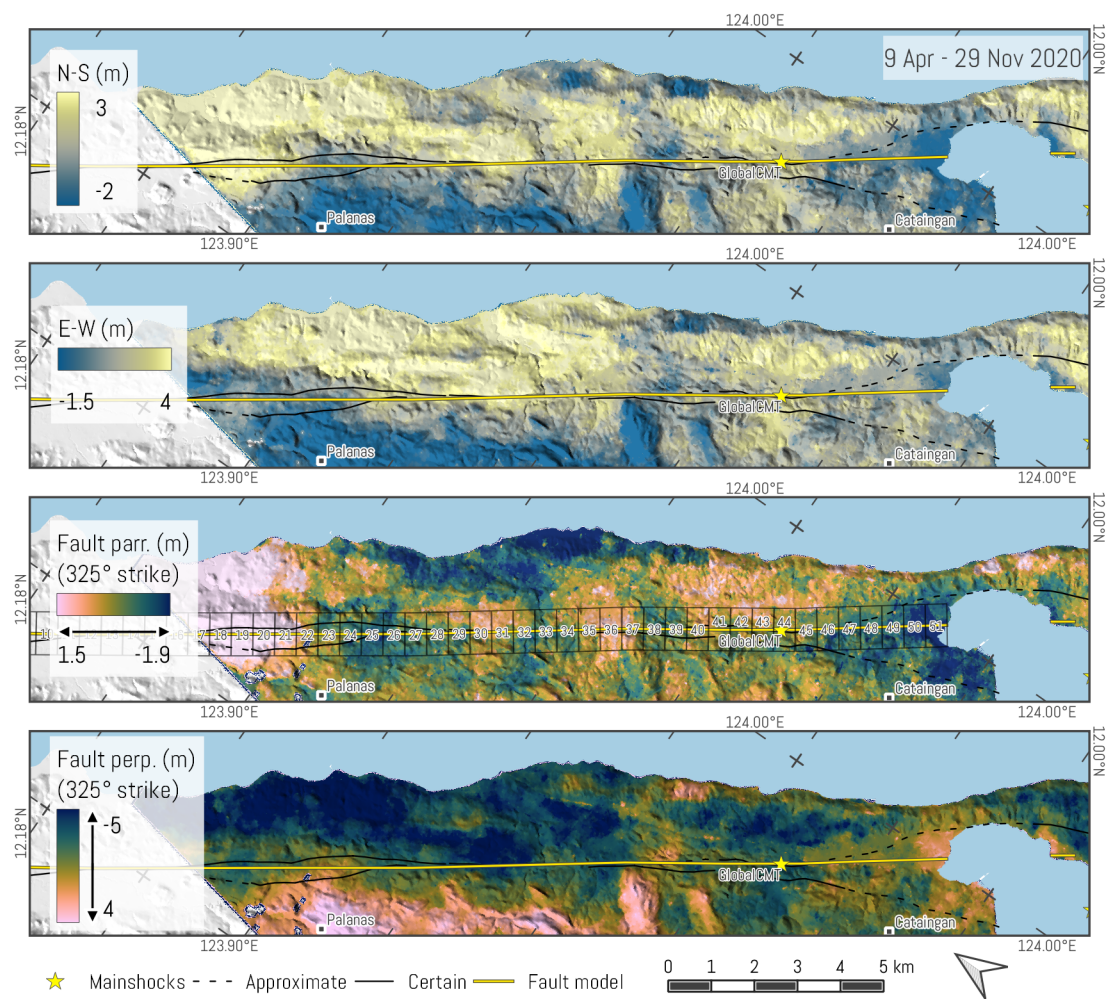 124.00°E
12.00°N
9 Apr - 29 Nov 2020
N-S (m)
3
-2
12.18°N
GlobalCMT
Palanas
Cataingan
123.90°E
124.00°E
124.00°E
12.00°N
E-W (m)
-1.5
4
12.18°N
GlobalCMT
Palanas
Cataingan
123.90°E
124.00°E
124.00°E
12.00°N
Fault parr. (m)
(325° strike)
1.5
-1.9
12.18°N
17 18 19 20 21 22 23 24 25 26 27 28 29 30 31 32 33 34 35 36 37 38 39 40 41 42 43 44 45 46 47 48 49 50 51
GlobalCMT
Palanas
Cataingan
123.90°E
124.00°E
124.00°E
12.00°N
Fault perp. (m)
(325° strike)
-5
4
12.18°N
GlobalCMT
Palanas
Cataingan
123.90°E
124.00°E
Mainshocks
Approximate
Certain
Fault model
0 1 2 3 4 5 km